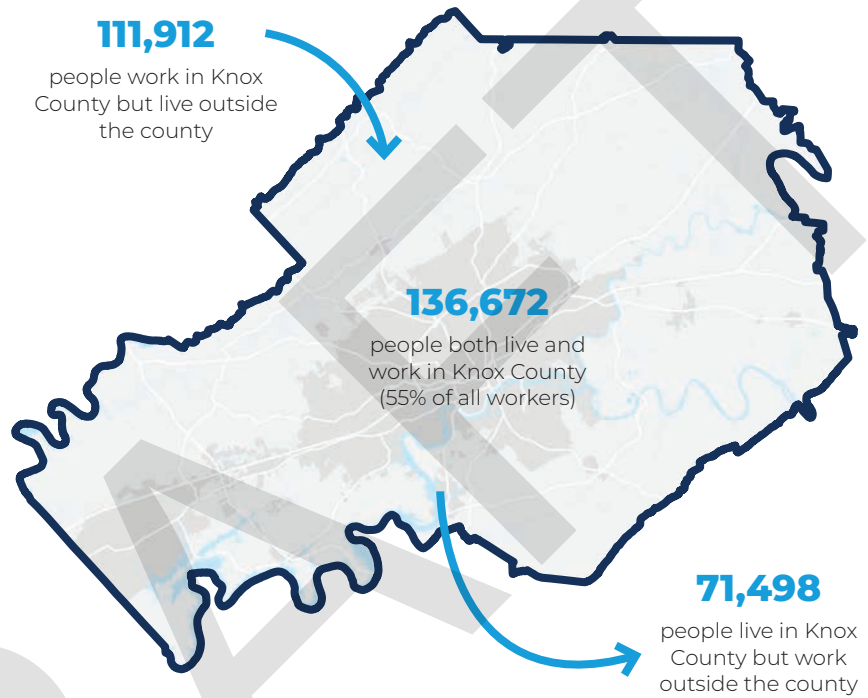 111,912
people work in Knox
County but live outside
the county
136,672
people both live and
work in Knox County
(55% of all workers)
71,498
people live in Knox
County but work
outside the county